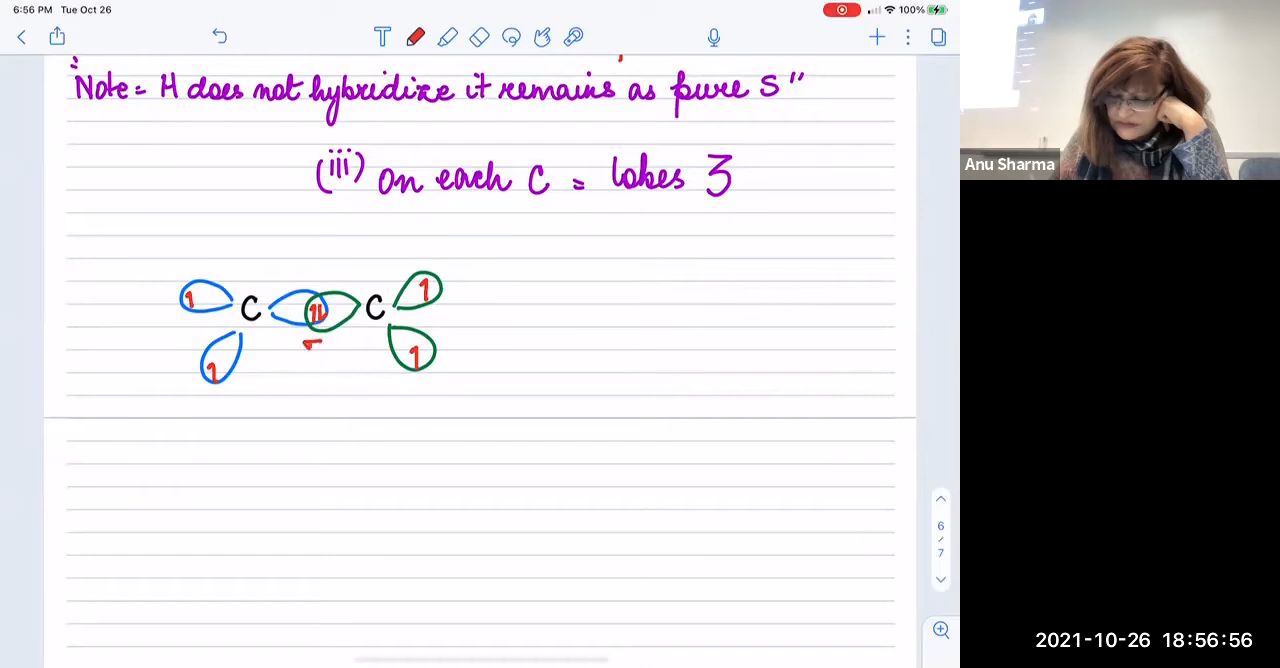 6:56 PM Tue Oct 26
100%
T
Note = H does not hybridize it remains as pure S"
Anu Sharma
(iii) on each C = lobes 3
1 C 1L C 1
1 1
6
7
2021-10-26 18:56:56